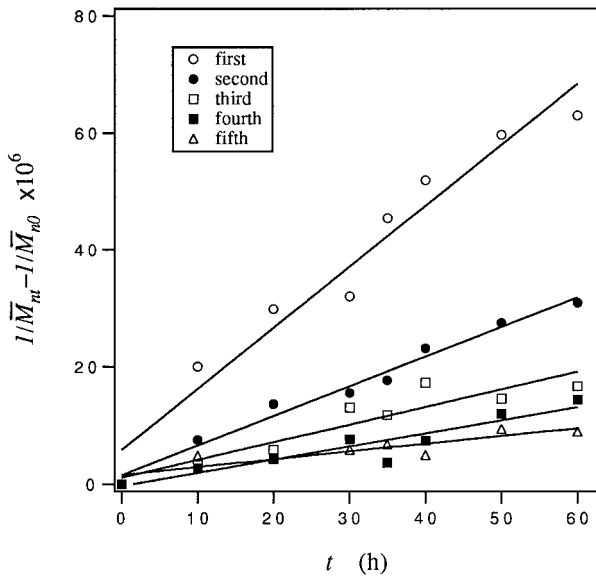 80
60
40
20
0
first
second
third
fourth
fifth
1/M̅nt–1/M̅n0 x10⁶
0 10 20 30 40 50 60
t (h)